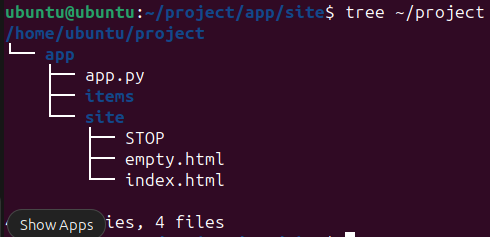 ubuntu@ubuntu:~/project/app/site$ tree ~/project
/home/ubuntu/project
└── app
    ├── app.py
    ├── items
    └── site
        ├── STOP
        ├── empty.html
        └── index.html
Show Apps ies, 4 files